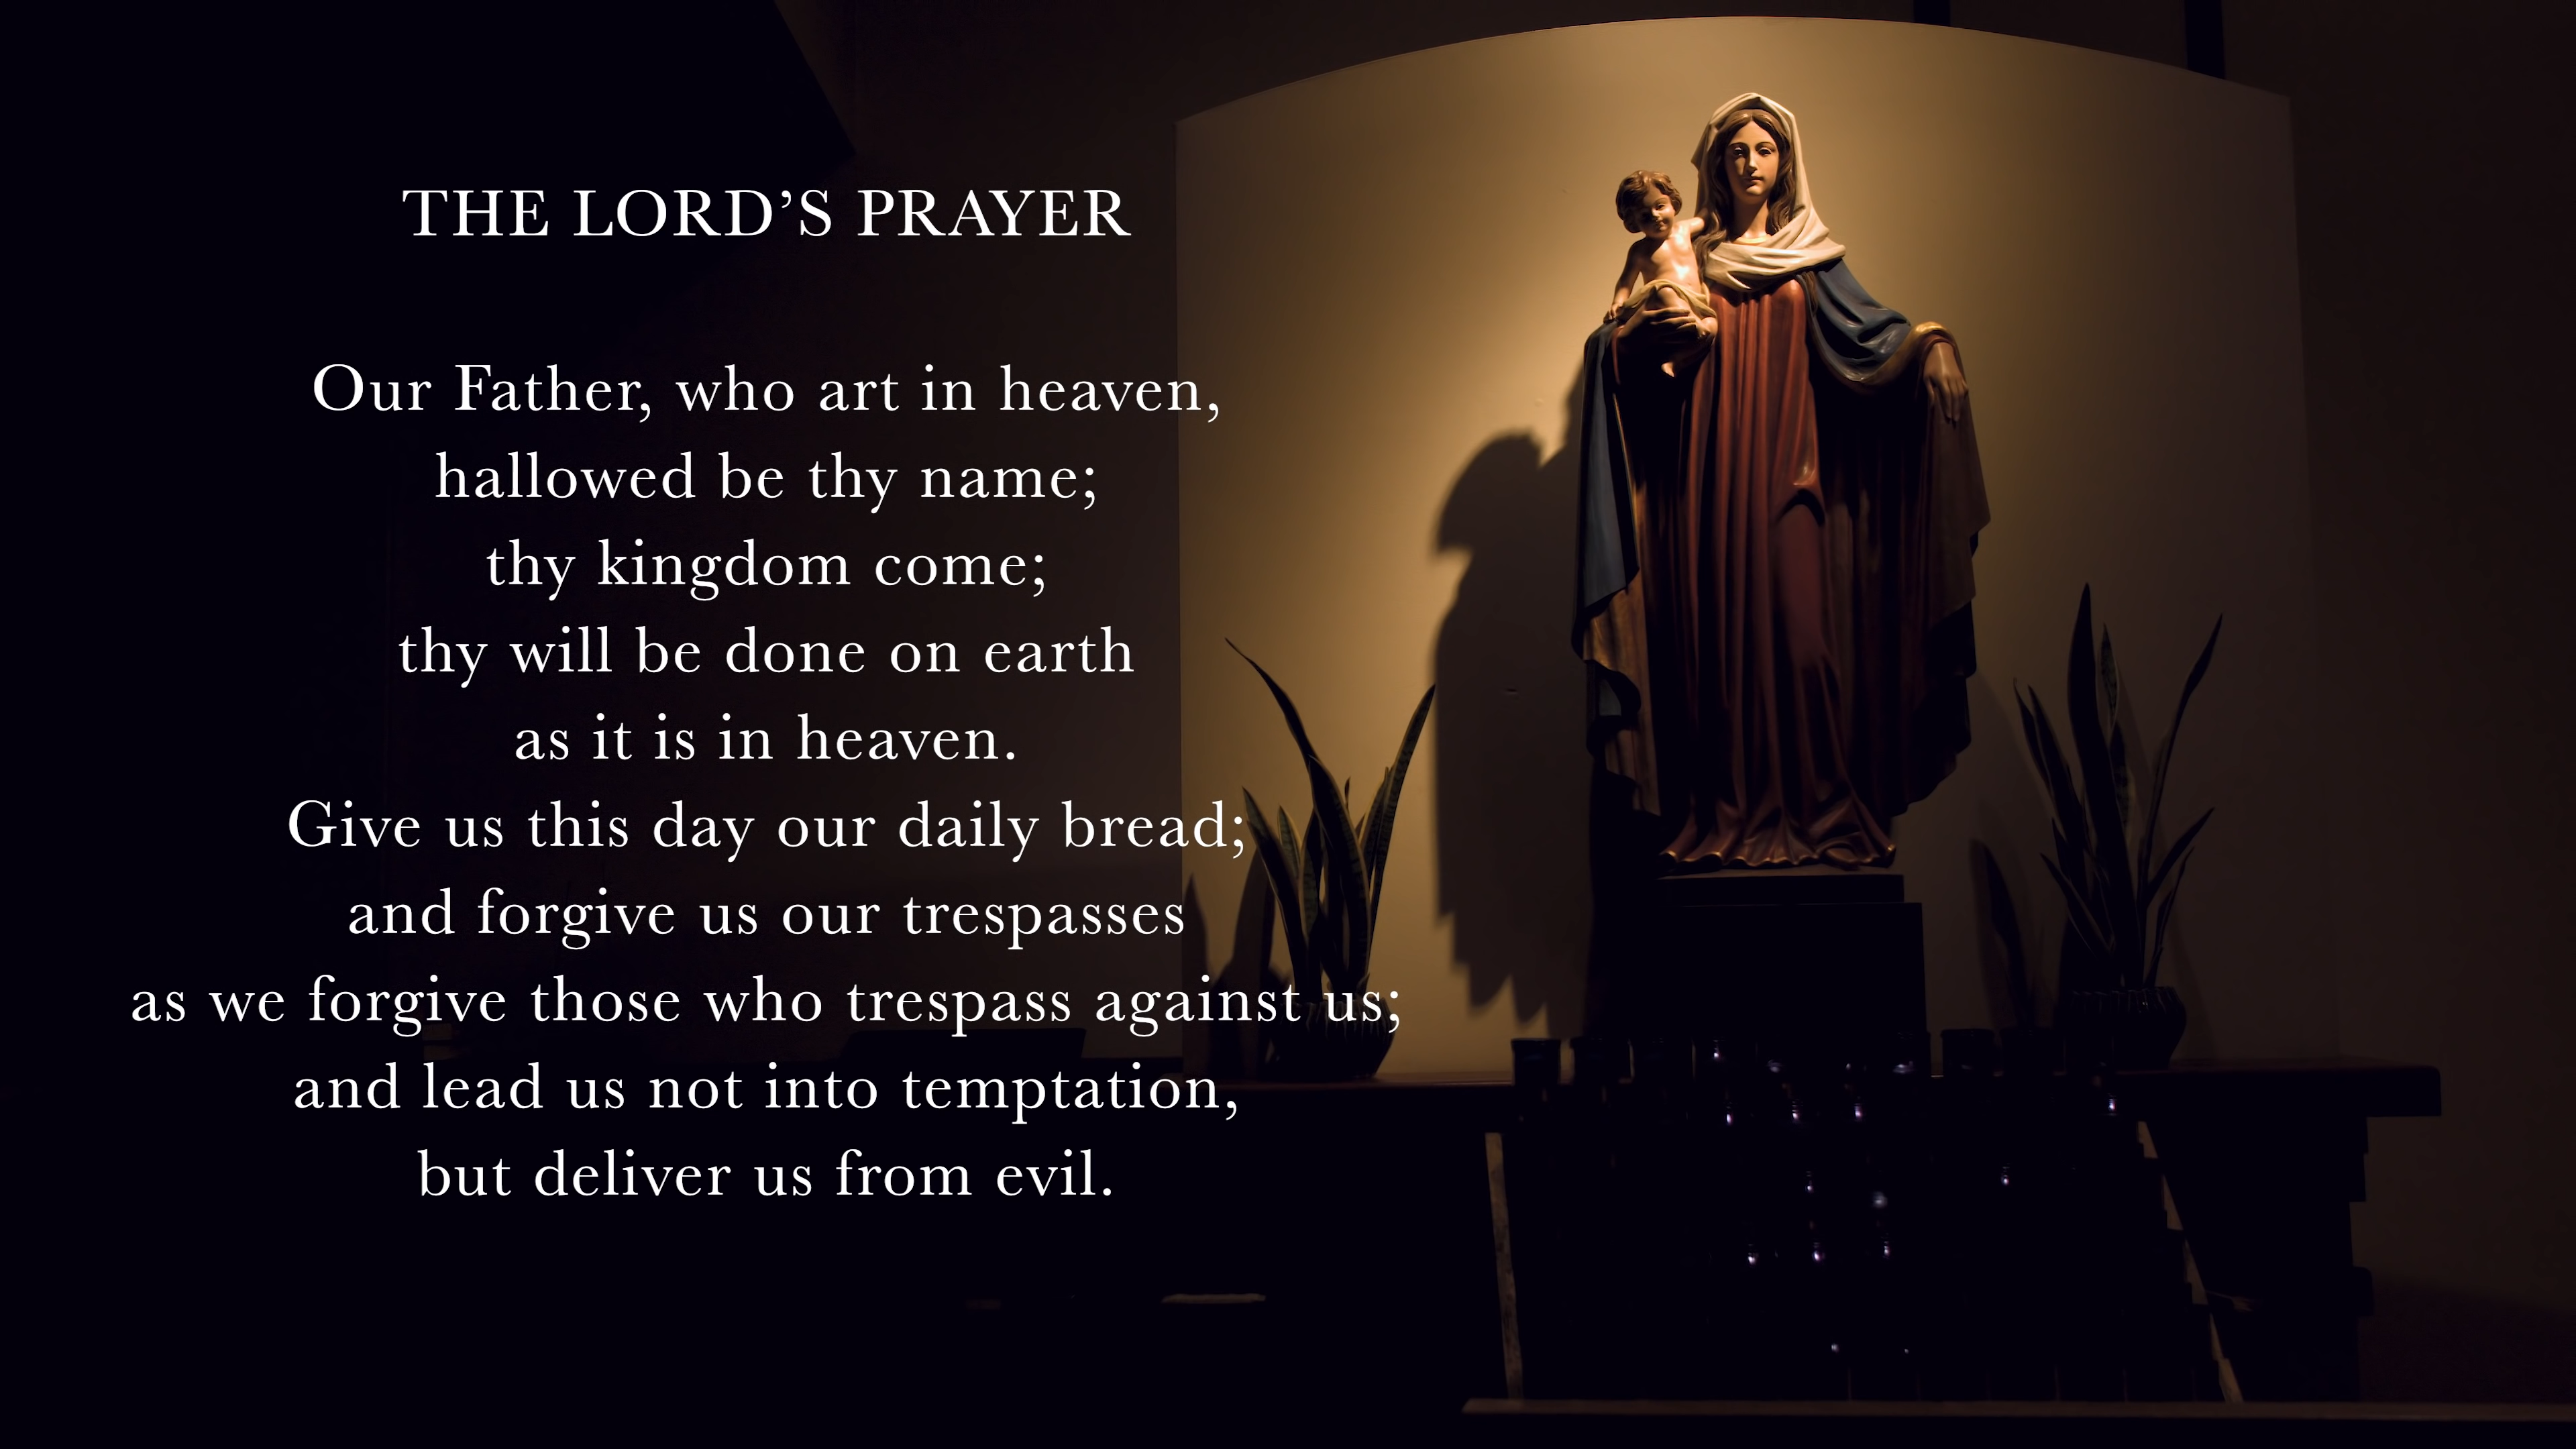 THE LORD’S PRAYER
Our Father, who art in heaven,
hallowed be thy name;
thy kingdom come;
thy will be done on earth
as it is in heaven.
Give us this day our daily bread;
and forgive us our trespasses
as we forgive those who trespass against us;
and lead us not into temptation,
but deliver us from evil.